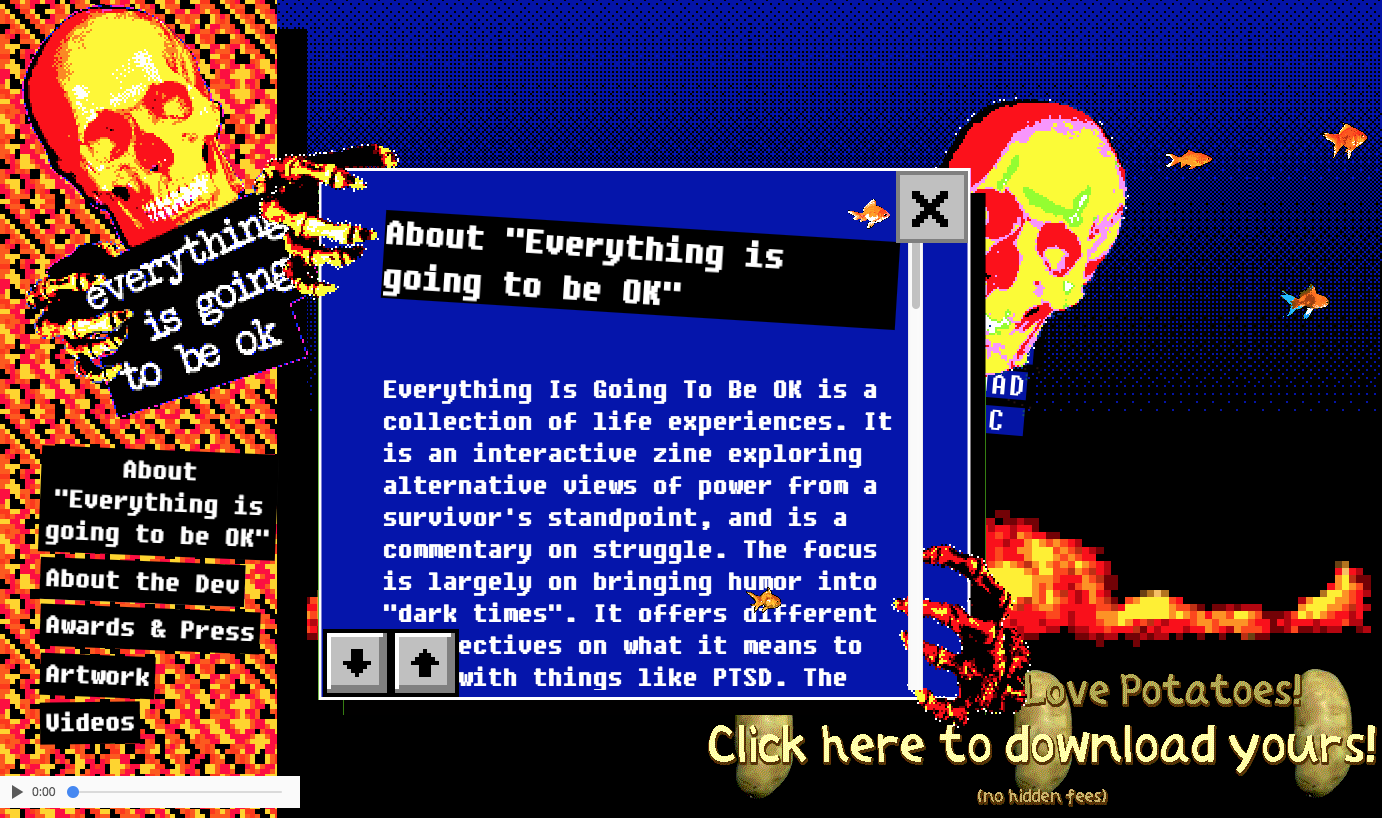 everything
is going
to be ok
About
"Everything is
going to be OK"
About the Dev
Awards & Press
Artwork
Videos
0:00
About "Everything is
going to be OK"
Everything Is Going To Be OK is a
collection of life experiences. It
is an interactive zine exploring
alternative views of power from a
survivor's standpoint, and is a
commentary on struggle. The focus
is largely on bringing humor into
"dark times". It offers different
ectives on what it means to
with things like PTSD. The
AD
C
Love Potatoes!
Click here to download yours!
(no hidden fees)